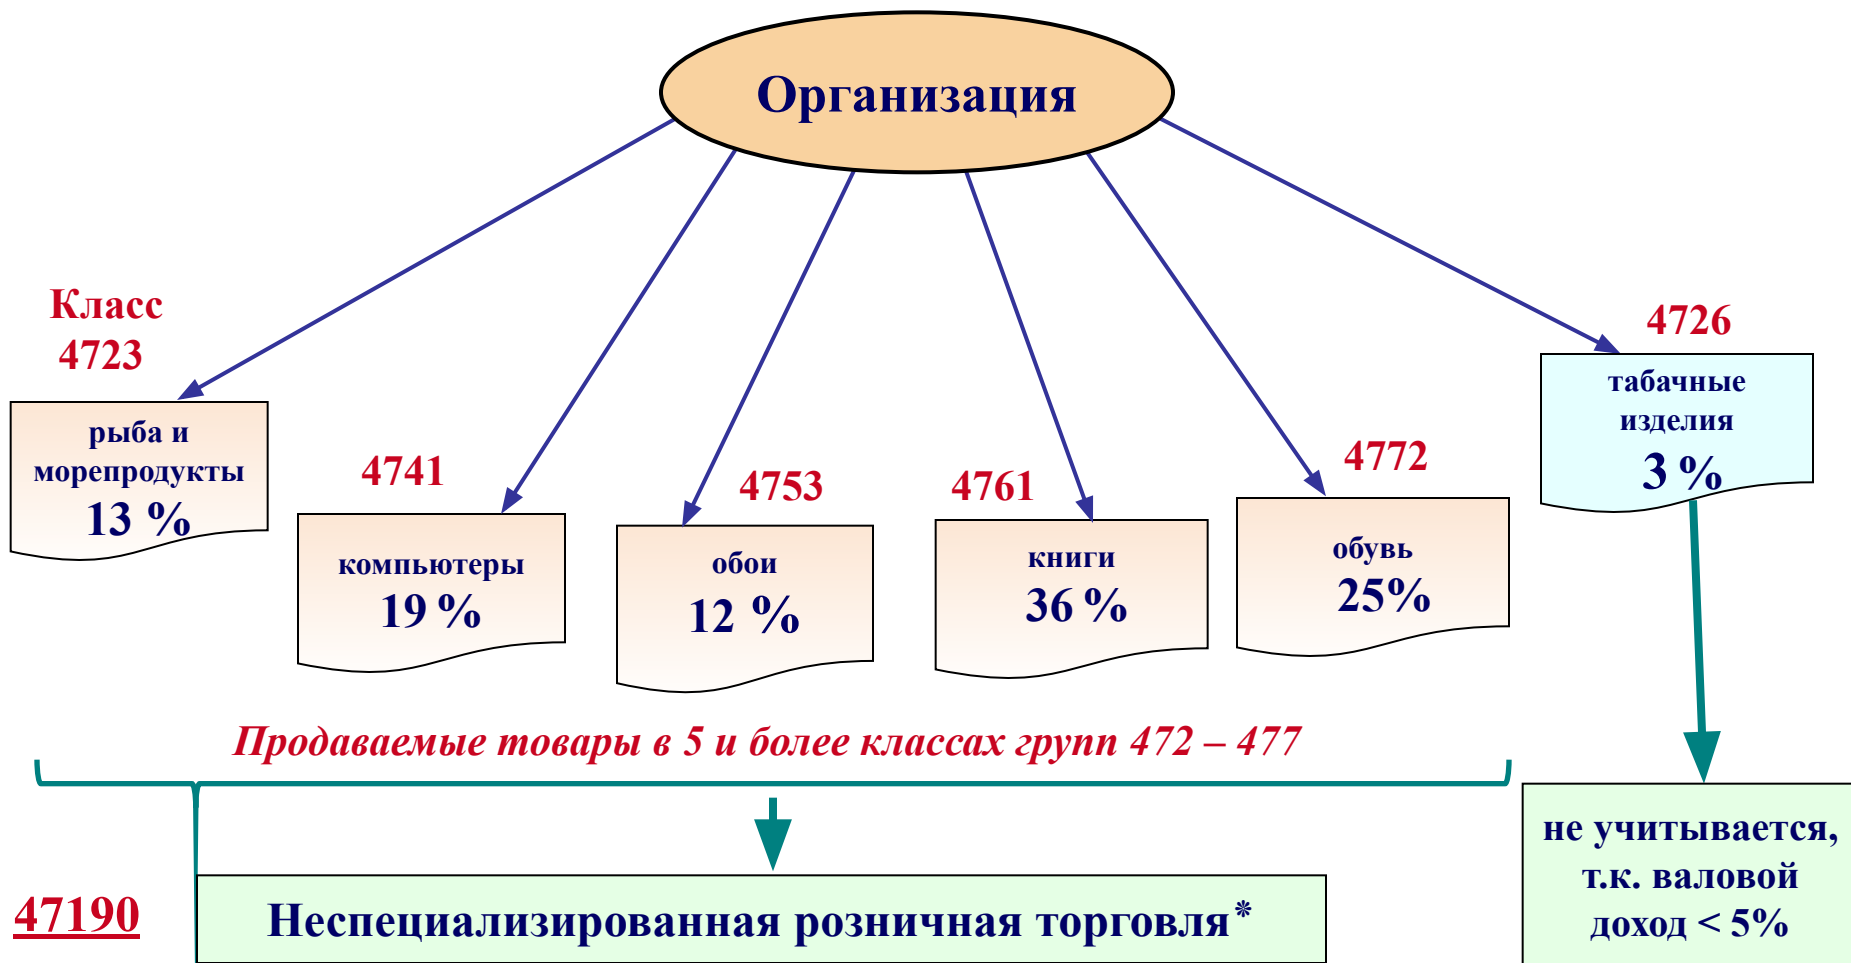 Организация
Класс
4723
рыба и
морепродукты
13 %
4741
компьютеры
19 %
4753
обои
12 %
4761
книги
36 %
4772
обувь
25%
4726
табачные
изделия
3 %
Продаваемые товары в 5 и более классах групп 472 – 477
47190
Неспециализированная розничная торговля*
не учитывается,
т.к. валовой
доход < 5%